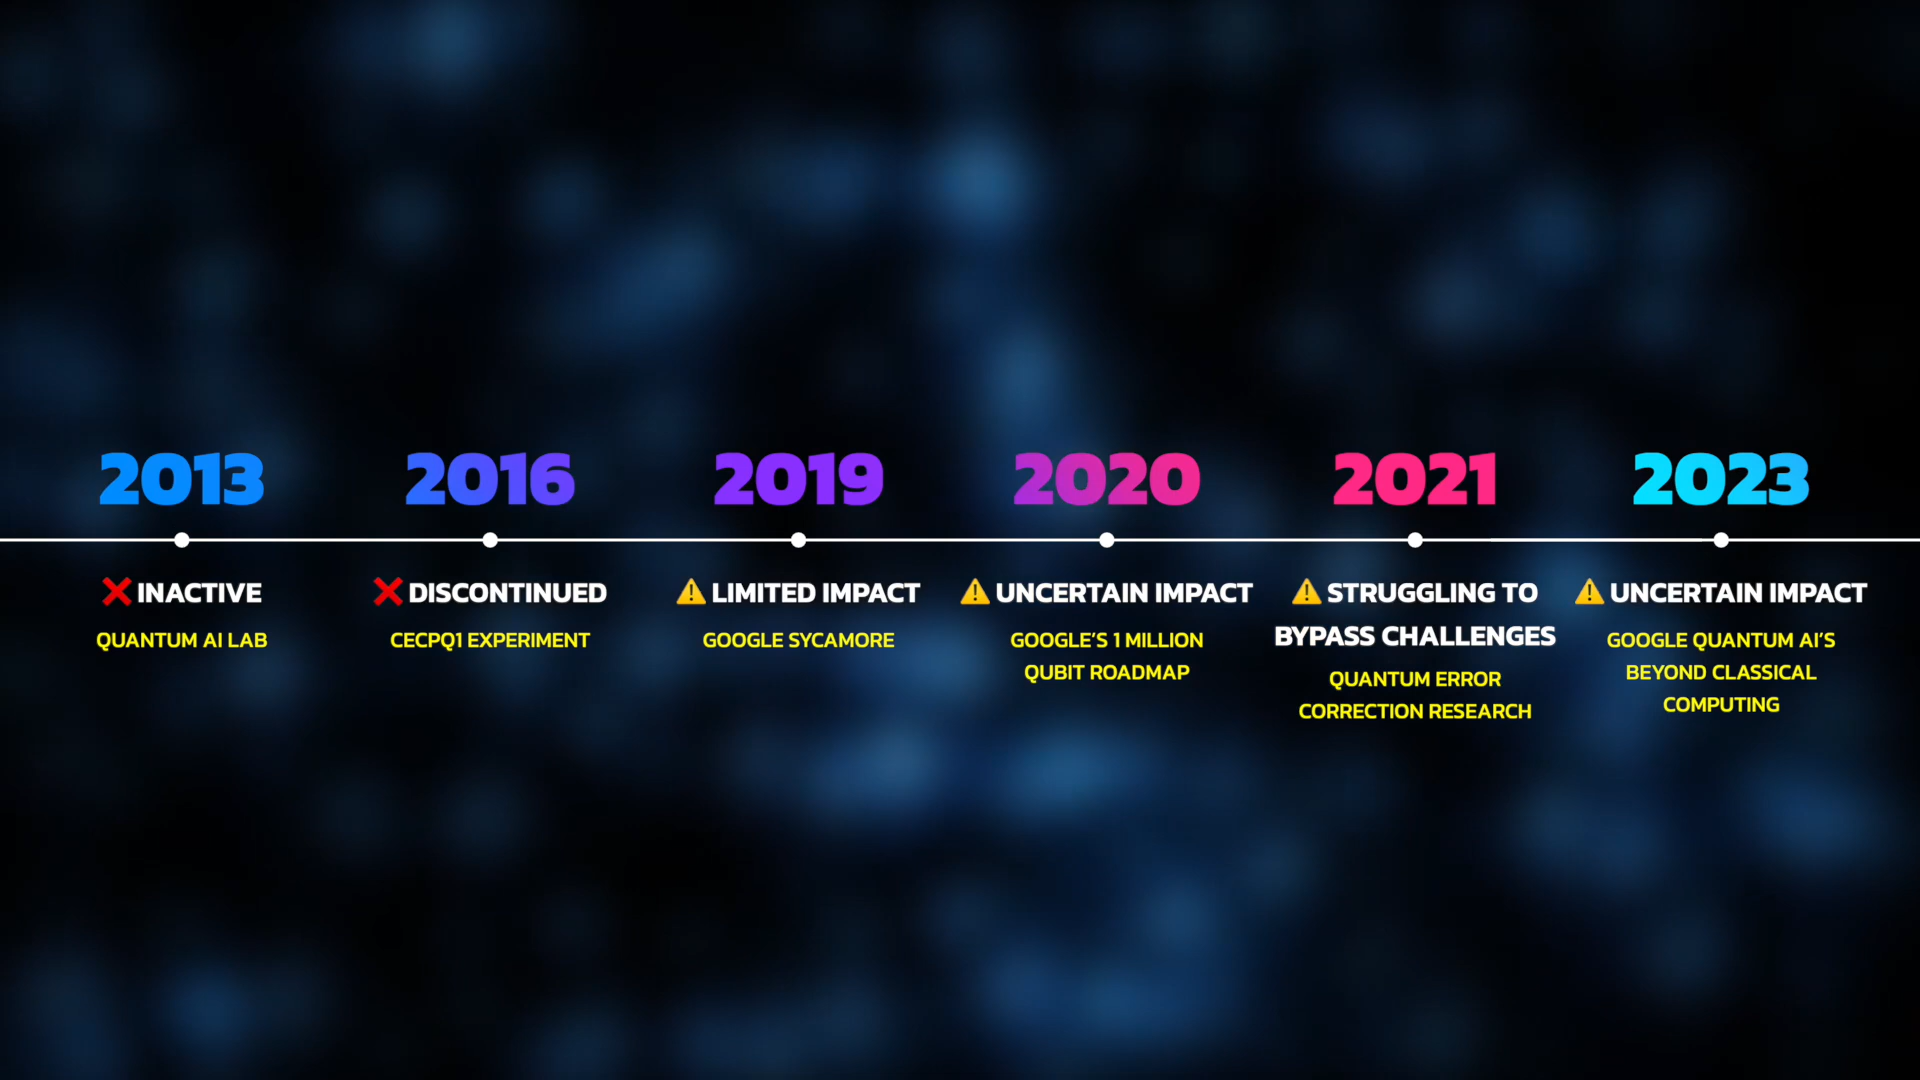 2013
❌ INACTIVE
QUANTUM AI LAB
2016
❌ DISCONTINUED
CECPQ1 EXPERIMENT
2019
⚠️ LIMITED IMPACT
GOOGLE SYCAMORE
2020
⚠️ UNCERTAIN IMPACT
GOOGLE'S 1 MILLION
QUBIT ROADMAP
2021
⚠️ STRUGGLING TO
BYPASS CHALLENGES
QUANTUM ERROR
CORRECTION RESEARCH
2023
⚠️ UNCERTAIN IMPACT
GOOGLE QUANTUM AI'S
BEYOND CLASSICAL
COMPUTING